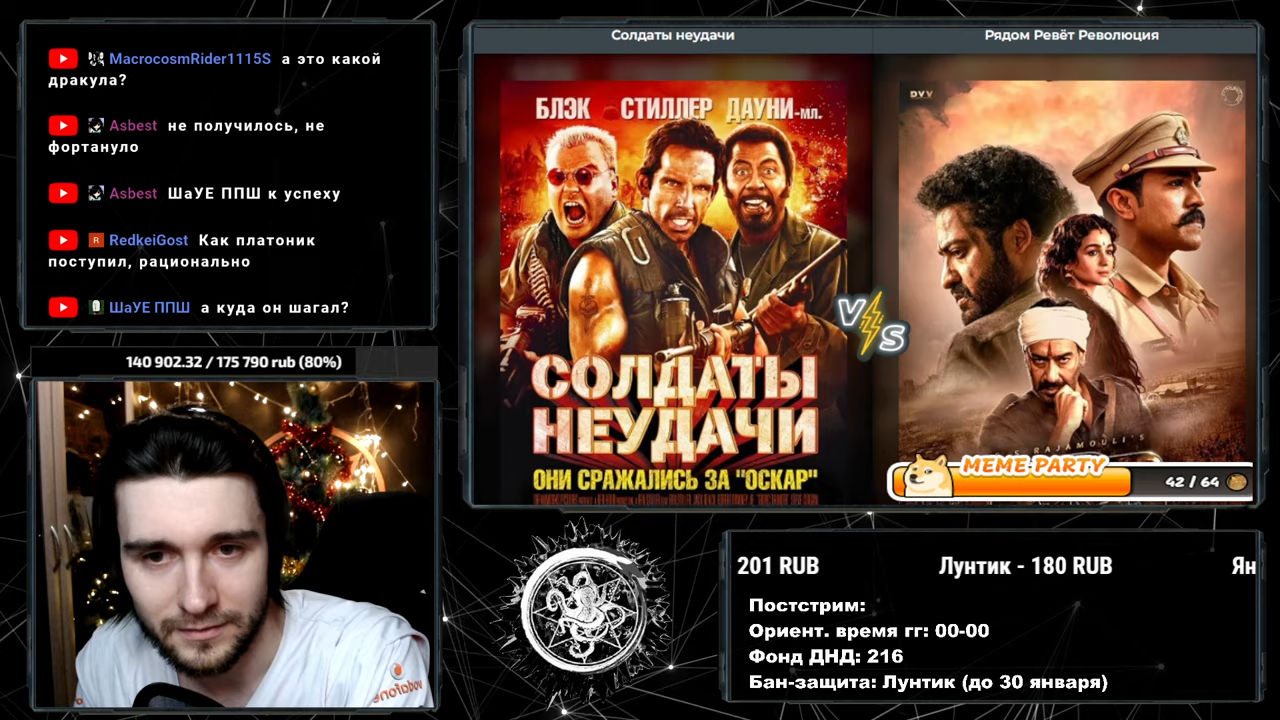 MacrocosmRider1115S а это какой
дракула?
Asbest не получилось, не
фортануло
Asbest ШаУЕ ППШ к успеху
RedkeiGost Как платоник
поступил, рационально
ШаУЕ ППШ а куда он шагал?
140 902.32 / 175 790 rub (80%)
Солдаты неудачи
Рядом Ревёт Революция
БЛЭК СТИЛЛЕР ДАУНИ-мл.
СОЛДАТЫ
НЕУДАЧИ
ОНИ СРАЖАЛИСЬ ЗА "ОСКАР"
VS
DVV
RAJAMOULI'S
MEME PARTY
42 / 64
201 RUB Лунтик - 180 RUB Ян
Постстрим:
Ориент. время гг: 00-00
Фонд ДНД: 216
Бан-защита: Лунтик (до 30 января)